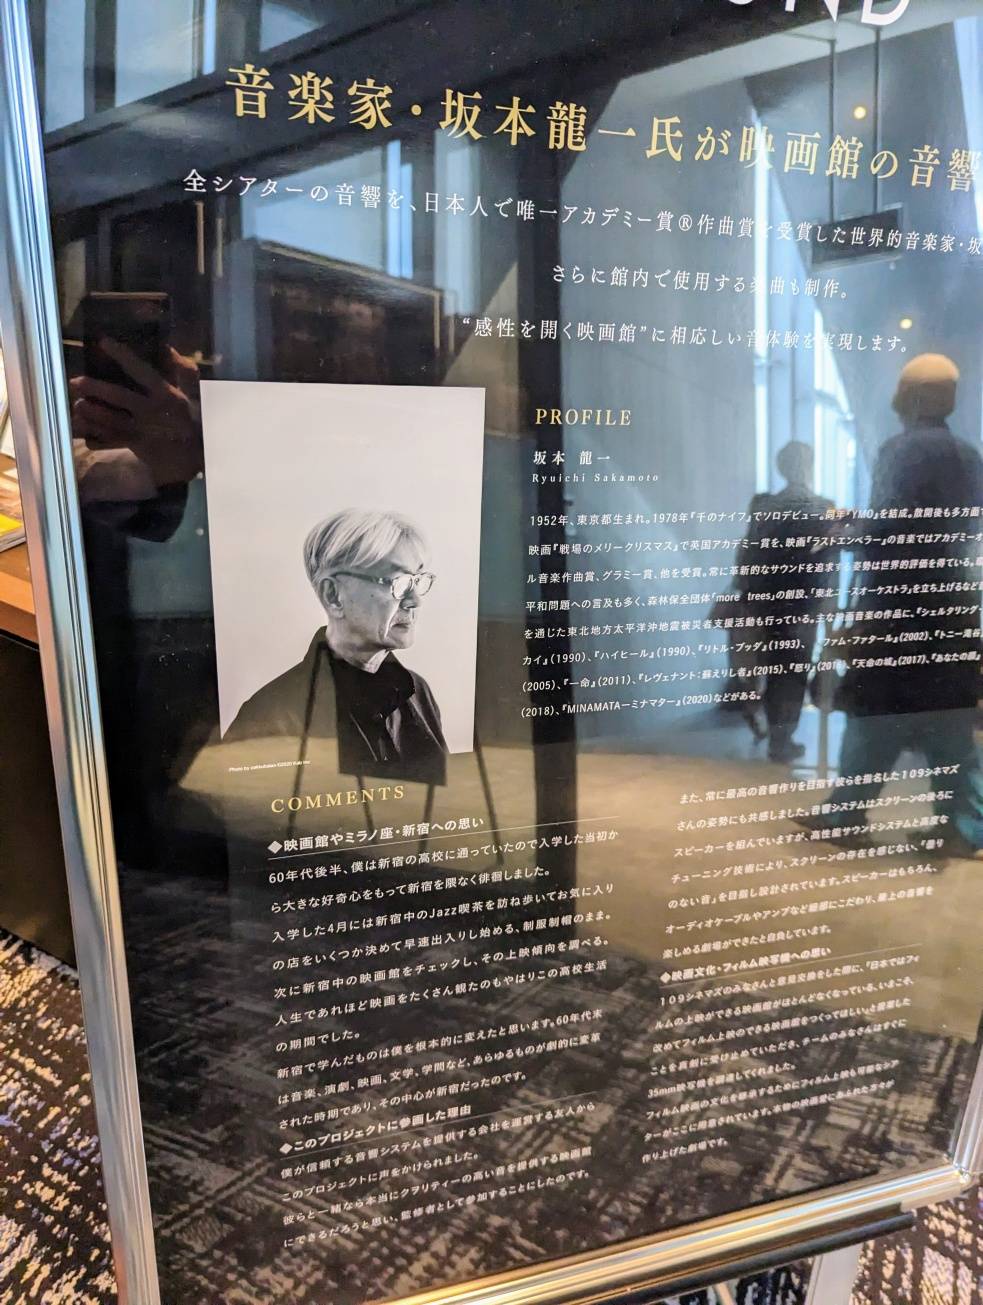 UND
音楽家・坂本龍一氏が映画館の音響
全シアターの音響を、日本人で唯一アカデミー賞®作曲賞を受賞した世界的音楽家・坂
さらに館内で使用する楽曲も制作。
“感性を開く映画館”に相応しい音体験を実現します。
PROFILE
坂本 龍一
Ryuichi Sakamoto
1952年、東京都生まれ。1978年『千のナイフ』でソロデビュー。同年『YMO』を結成。散開後も多方面で
映画『戦場のメリークリスマス』で英国アカデミー賞を、映画『ラストエンペラー』の音楽ではアカデミーオ
ル音楽作曲賞、グラミー賞、他を受賞。常に革新的なサウンドを追求する姿勢は世界的評価を得ている。
平和問題への言及も多く、森林保全団体「more trees」の創設、「東北ユースオーケストラ」を立ち上げるなど
を通じた東北地方太平洋沖地震被災者支援活動も行っている。主な映画音楽の作品に、『シェルタリング・
カイ』(1990)、『ハイヒール』(1990)、『リトル・ブッダ』(1993)、ファム・ファタール』(2002)、『トニー滝谷』
(2005)、『一命』(2011)、『レヴェナント:蘇えりし者』(2015)、『怒り』(2016)、『天命の城』(2017)、『あなたの顔』
(2018)、『MINAMATAーミナマター』(2020)などがある。
COMMENTS
◆映画館やミラノ座・新宿への思い
60年代後半、僕は新宿の高校に通っていたので入学した当初か
ら大きな好奇心をもって新宿を隈なく徘徊しました。
入学した4月には新宿中のJazz喫茶を訪ね歩いてお気に入り
の店をいくつか決めて早速出入りし始める、制服制帽のまま。
次に新宿中の映画館をチェックし、その上映傾向を調べる。
人生であれほど映画をたくさん観たのもやはりこの高校生活
の期間でした。
新宿で学んだものは僕を根本的に変えたと思います。60年代末
は音楽、演劇、映画、文学、学問など、あらゆるものが劇的に変革
された時期であり、その中心が新宿だったのです。
◆このプロジェクトに参画した理由
僕が信頼する音響システムを提供する会社を運営する友人から
このプロジェクトに声をかけられました。
彼らと一緒なら本当にクヲリティーの高い音を提供する映画館
にできるだろうと思い、監修者として参加することにしたのです。
また、常に最高の音響作りを目指す彼らを指名した109シネマズ
さんの姿勢にも共感しました。音響システムはスクリーンの後ろに
スピーカーを組んでいますが、高性能サウンドシステムと高度な
チューニング技術により、スクリーンの存在を感じない、「曇り
のない音」を目指し設計されています。スピーカーはもちろん、
オーディオケーブルやアンプなど細部にこだわり、最上の音響を
楽しめる劇場ができたと自負しています。
◆映画文化・フィルム映写機への思い
109シネマズのみなさんと意見交換をした際に、「日本ではフィ
ルムの上映ができる映画館がほとんどなくなっている、いまこそ、
改めてフィルム上映のできる映画館をつくってほしい」と提案した
ことを真剣に受け止めていただき、チームのみなさんはすぐに
35mm映写機を調達してくれました。
フィルム映画の文化を継承するためにフィルム上映も可能なシア
ターがここに用意されています。本物の映画愛にあふれた方々が
作り上げた劇場です。